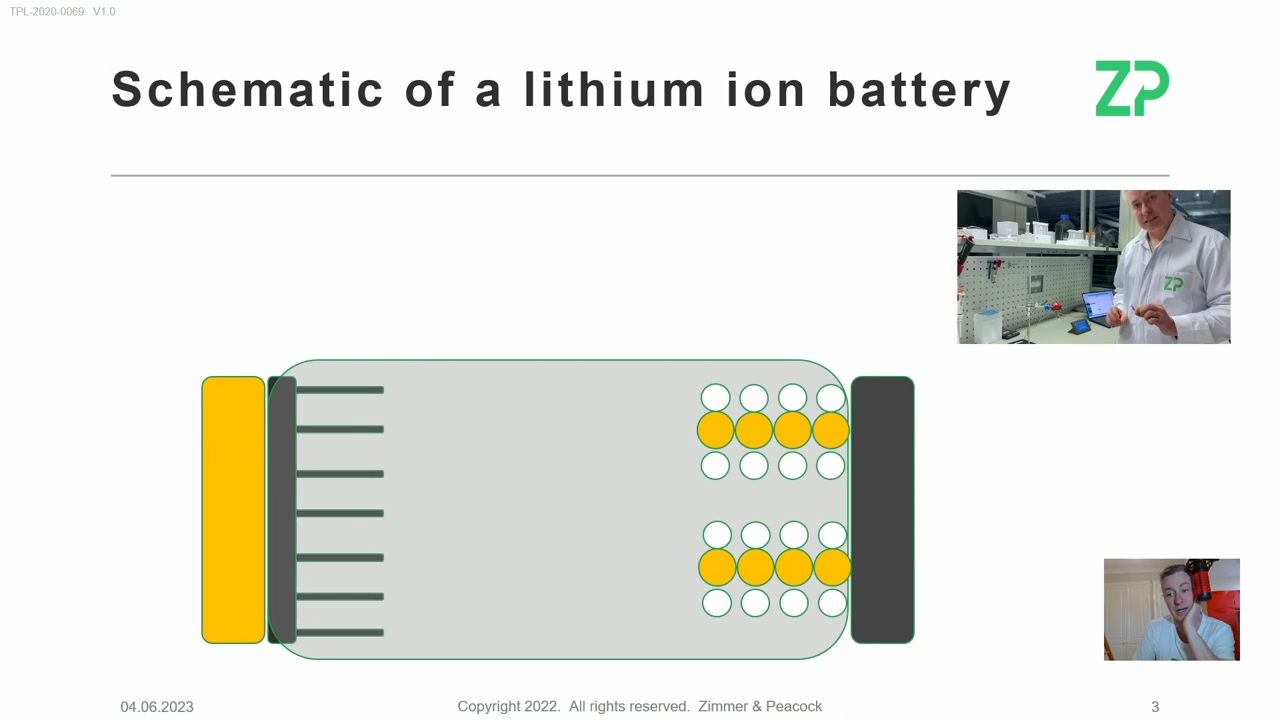 TPL-2020-0069 V1.0
Schematic of a lithium ion battery
ZP
ZP
04.06.2023
Copyright 2022. All rights reserved. Zimmer & Peacock
3